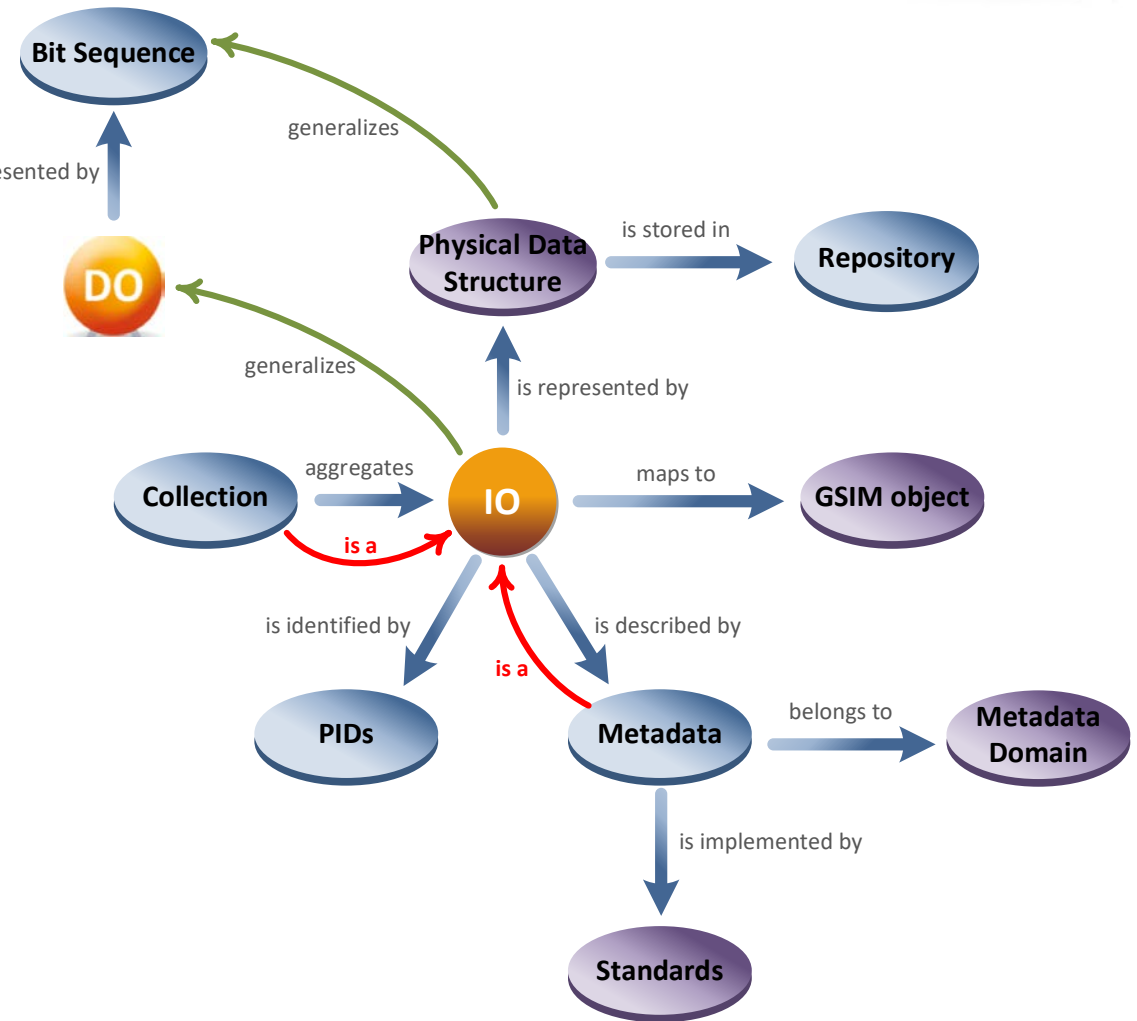 Bit Sequence
generalizes
esented by
DO
Physical Data
Structure
is stored in
Repository
generalizes
is represented by
Collection
aggregates
IO
maps to
GSIM object
is a
is identified by
is described by
is a
PIDs
Metadata
belongs to
Metadata
Domain
is implemented by
Standards